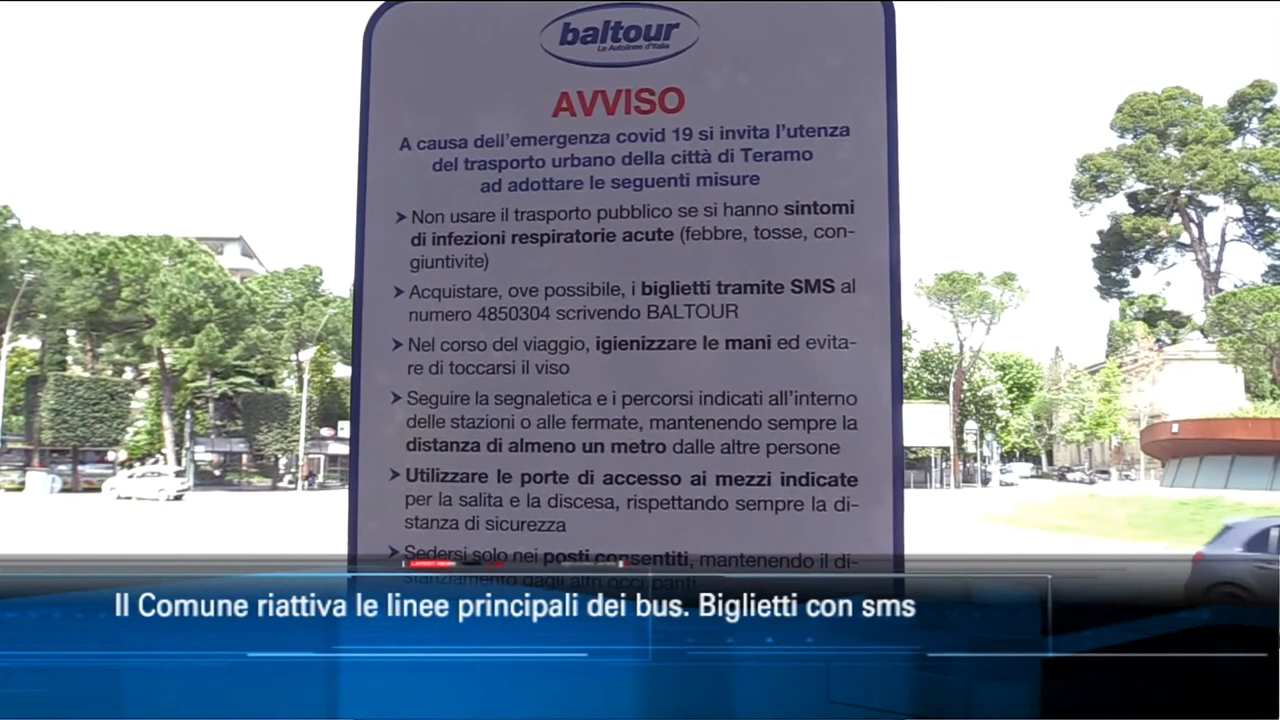 baltour
Le Autolinee d'Italia
AVVISO
A causa dell'emergenza covid 19 si invita l'utenza
del trasporto urbano della città di Teramo
ad adottare le seguenti misure
➤ Non usare il trasporto pubblico se si hanno sintomi
di infezioni respiratorie acute (febbre, tosse, con-
giuntivite)
➤ Acquistare, ove possibile, i biglietti tramite SMS al
numero 4850304 scrivendo BALTOUR
➤ Nel corso del viaggio, igienizzare le mani ed evita-
re di toccarsi il viso
➤ Seguire la segnaletica e i percorsi indicati all'interno
delle stazioni o alle fermate, mantenendo sempre la
distanza di almeno un metro dalle altre persone
➤ Utilizzare le porte di accesso ai mezzi indicate
per la salita e la discesa, rispettando sempre la di-
stanza di sicurezza
➤ Sedersi solo nei posti consentiti, mantenendo il di-
stanziamento dagli altri occupanti
LATEST NEWS
Il Comune riattiva le linee principali dei bus. Biglietti con sms